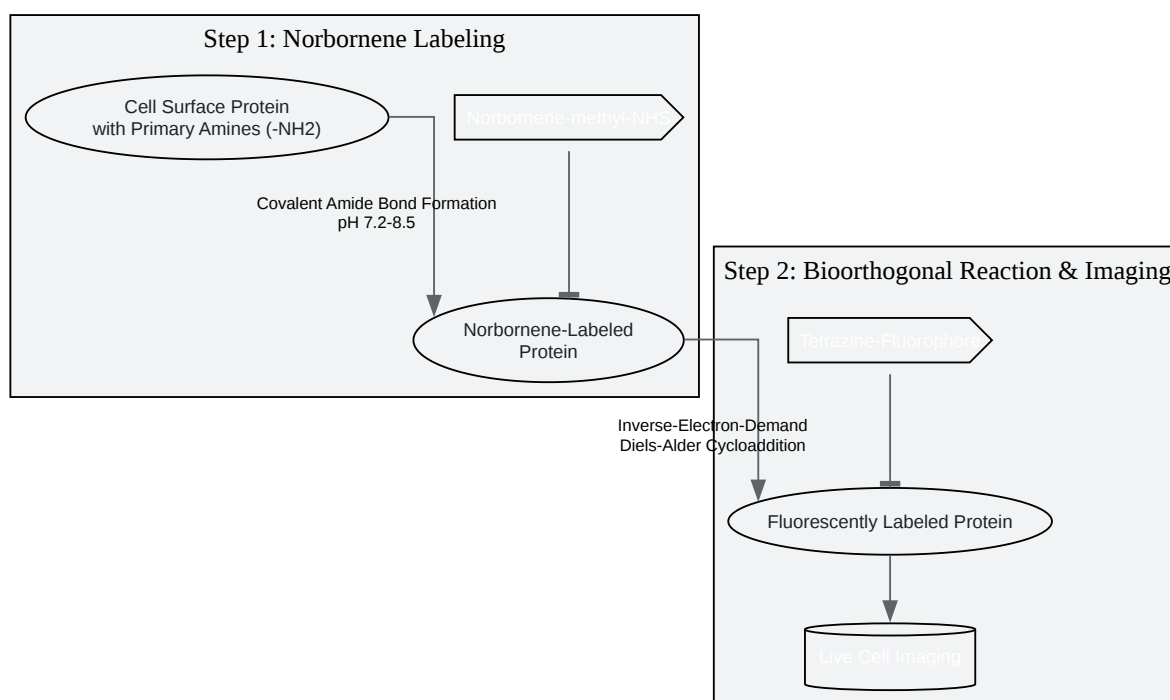 Step 1: Norbornene Labeling
Cell Surface Protein
with Primary Amines (-NH2)
Norbornene-methyl-NHS
Covalent Amide Bond Formation
pH 7.2-8.5
Norbornene-Labeled
Protein
Step 2: Bioorthogonal Reaction & Imaging
Tetrazine-Fluorophore
Inverse-Electron-Demand
Diels-Alder Cycloaddition
Fluorescently Labeled Protein
Live Cell Imaging